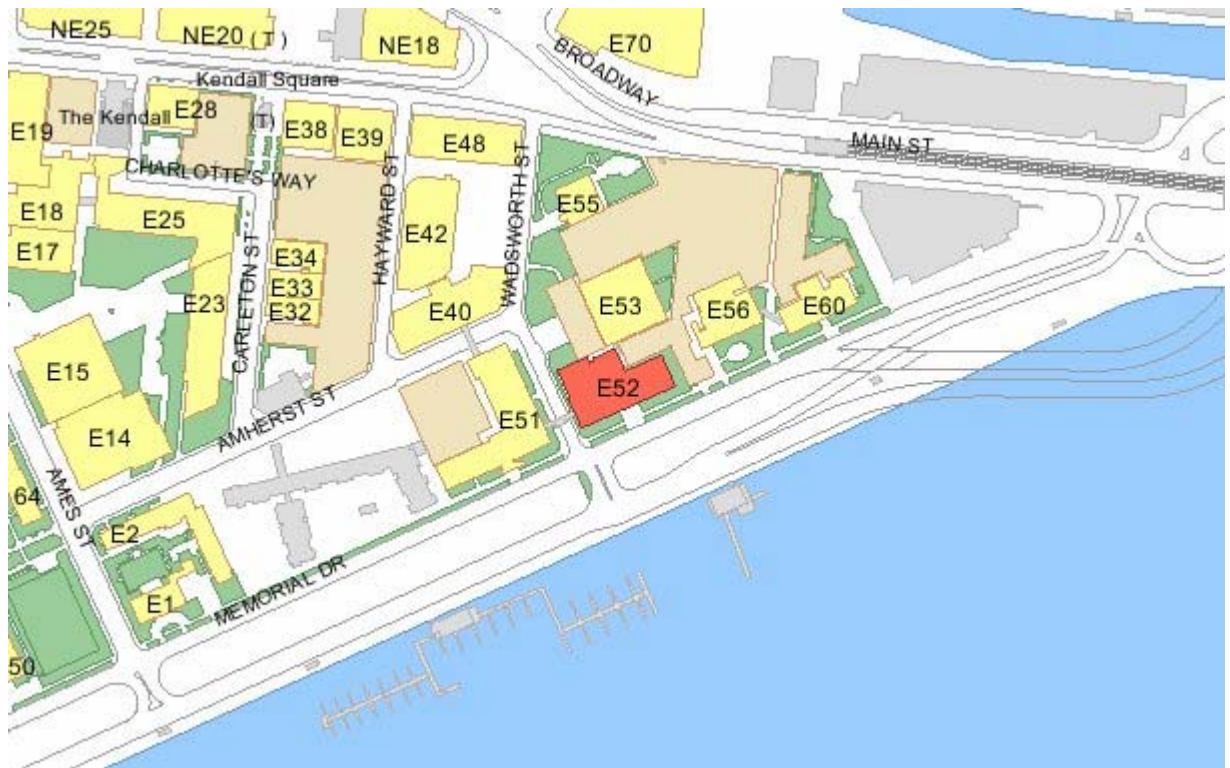 NE25
NE20 ( T )
NE18
E70
BROADWAY
Kendall Square
The Kendall
E28
(T)
E38
E39
E48
MAIN ST
E19
CHARLOTTE'S WAY
HAYWARD ST
WADSWORTH ST
E18
E25
E55
E17
CARLETON ST
E34
E42
E23
E33
E32
E40
E53
E56
E60
E15
E52
E14
AMHERST ST
E51
64
AMES ST
E2
E1
MEMORIAL DR
50